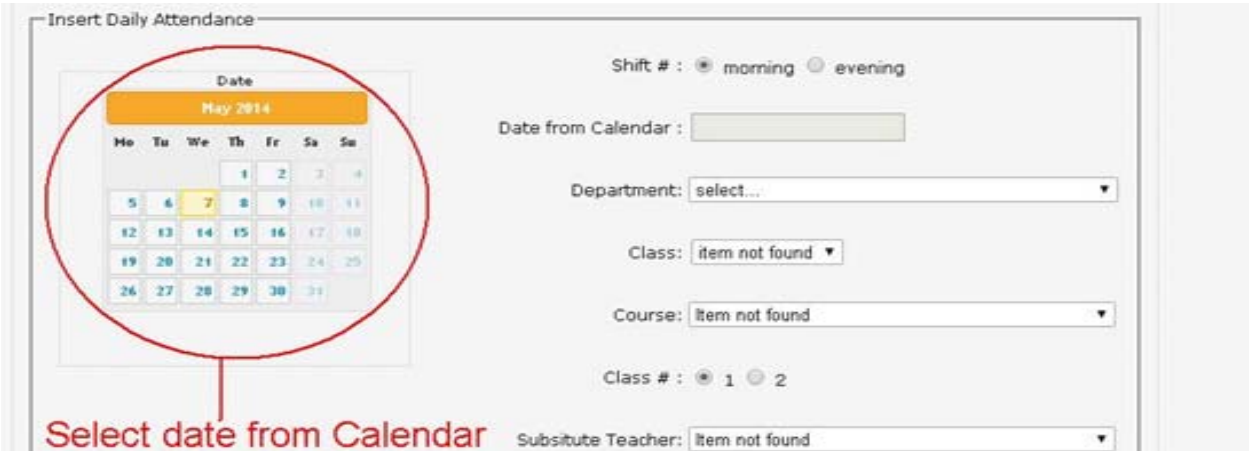 Insert Daily Attendance
Date
May 2014
Mo Tu We Th Fr Sa Su
1 2 3 4
5 6 7 8 9 10 11
12 13 14 15 16 17 18
19 20 21 22 23 24 25
26 27 28 29 30 31
Select date from Calendar
Shift # : morning evening
Date from Calendar :
Department: select...
Class: item not found
Course: Item not found
Class # : 1 2
Subsitute Teacher: Item not found